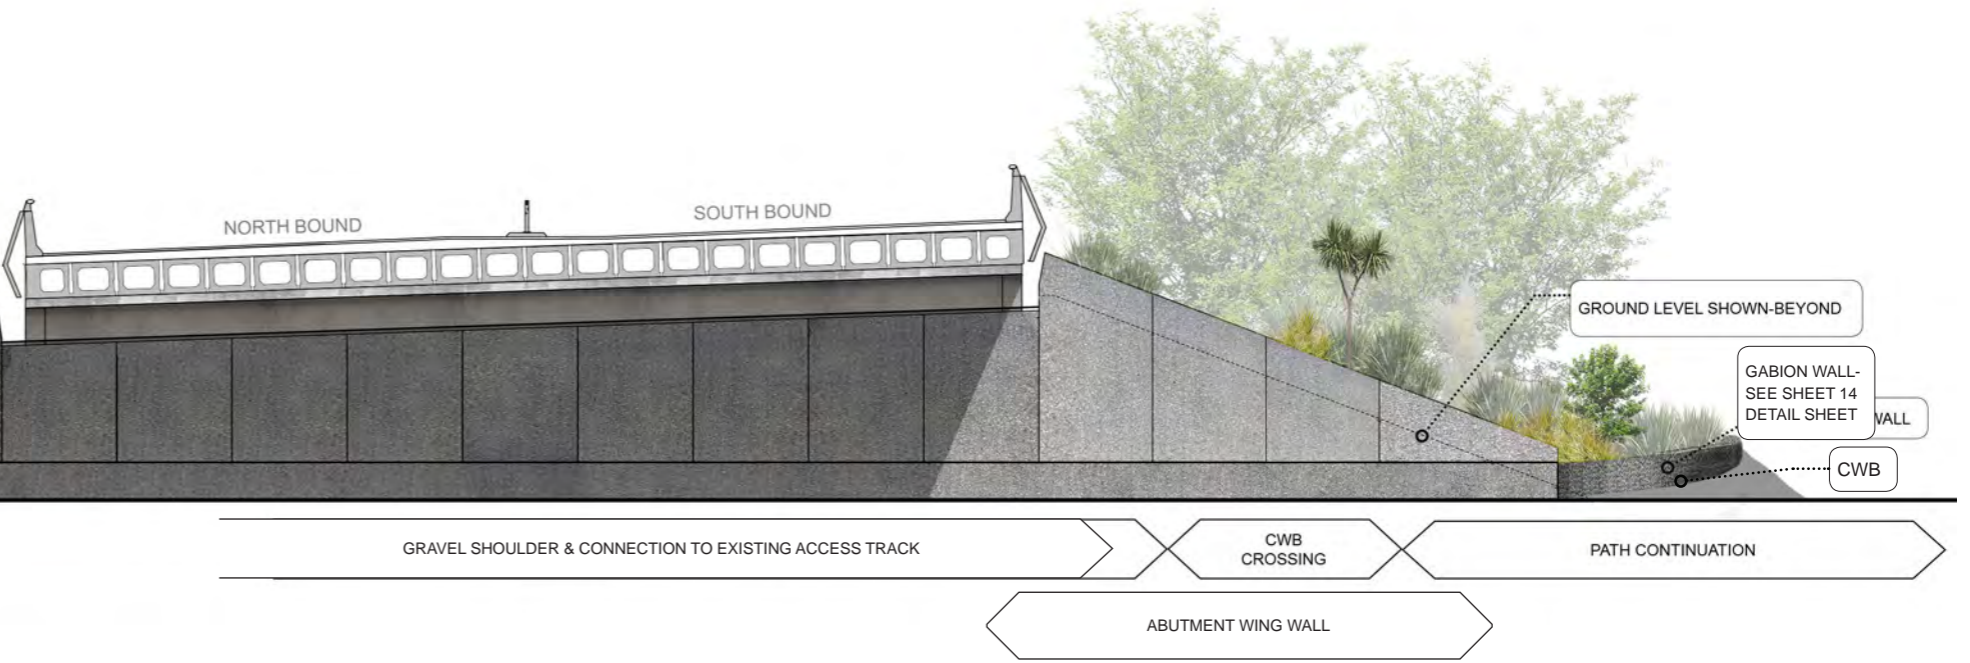 NORTH BOUND
SOUTH BOUND
GROUND LEVEL SHOWN-BEYOND
GABION WALL-
SEE SHEET 14
DETAIL SHEET
WALL
CWB
GRAVEL SHOULDER & CONNECTION TO EXISTING ACCESS TRACK
CWB
CROSSING
PATH CONTINUATION
ABUTMENT WING WALL